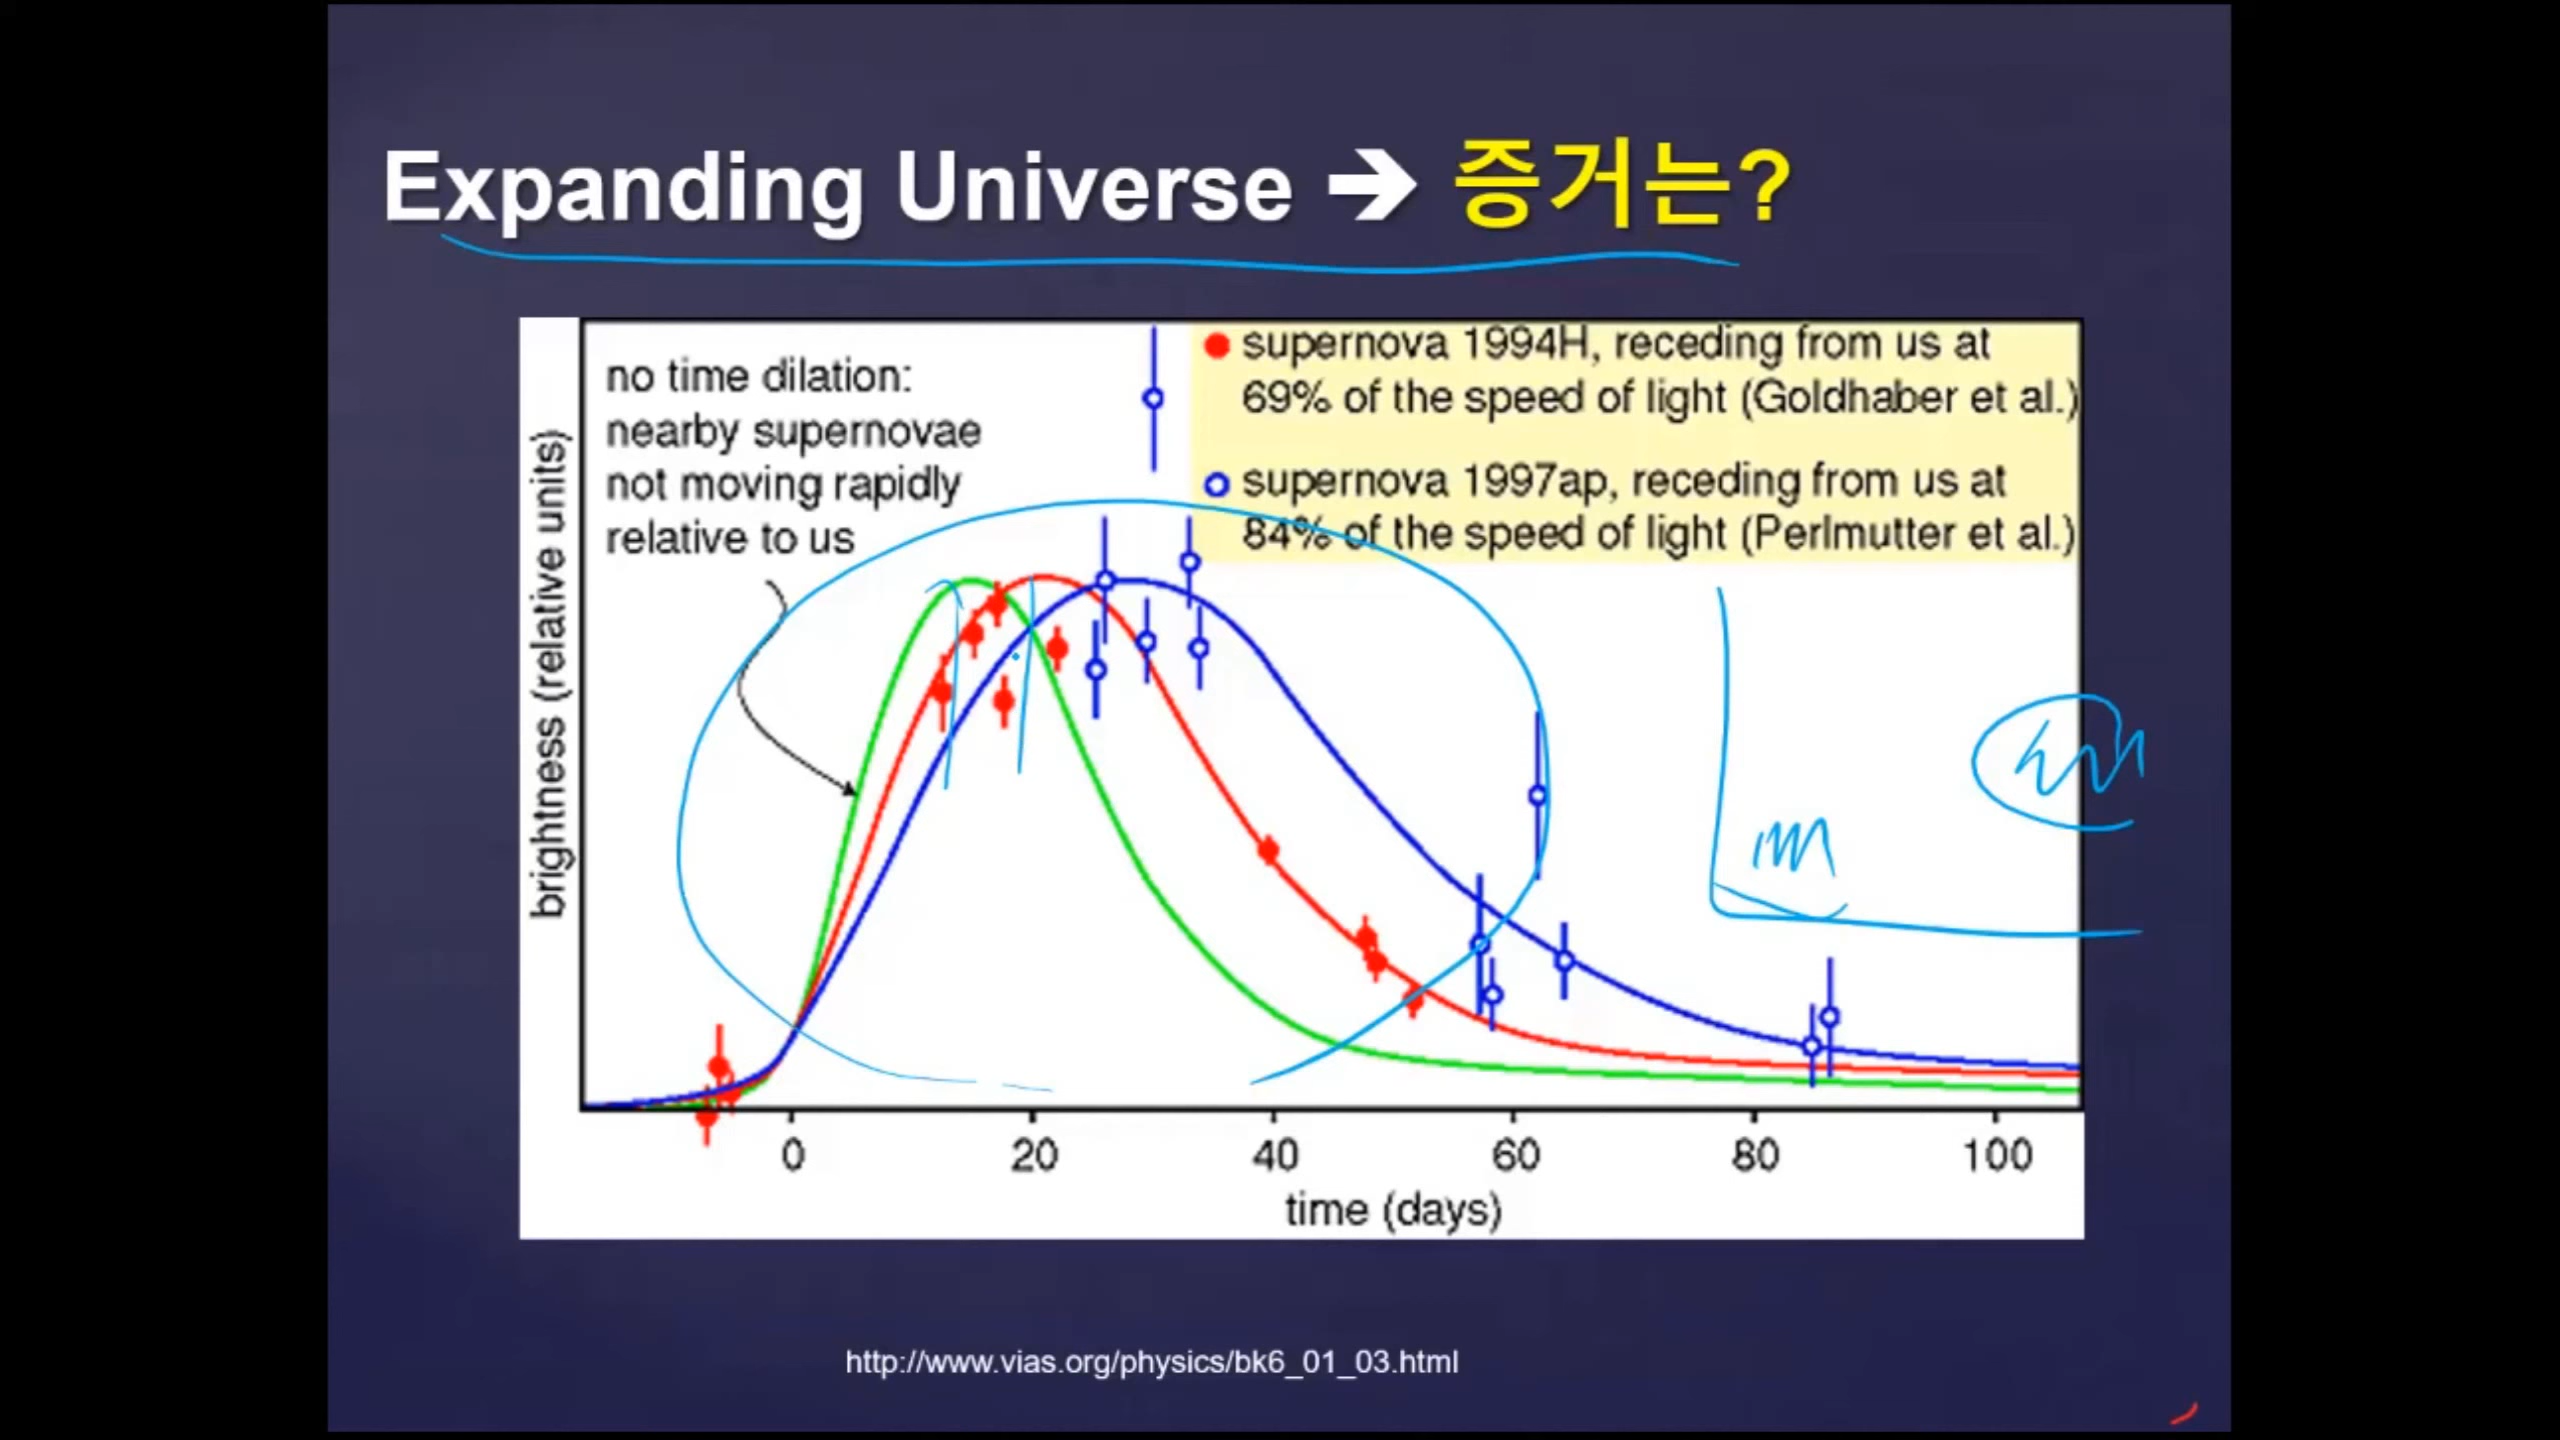 Expanding Universe ➔ 증거는?
no time dilation:
nearby supernovae
not moving rapidly
relative to us
supernova 1994H, receding from us at
69% of the speed of light (Goldhaber et al.)
supernova 1997ap, receding from us at
84% of the speed of light (Perlmutter et al.)
brightness (relative units)
0 20 40 60 80 100
time (days)
http://www.vias.org/physics/bk6_01_03.html